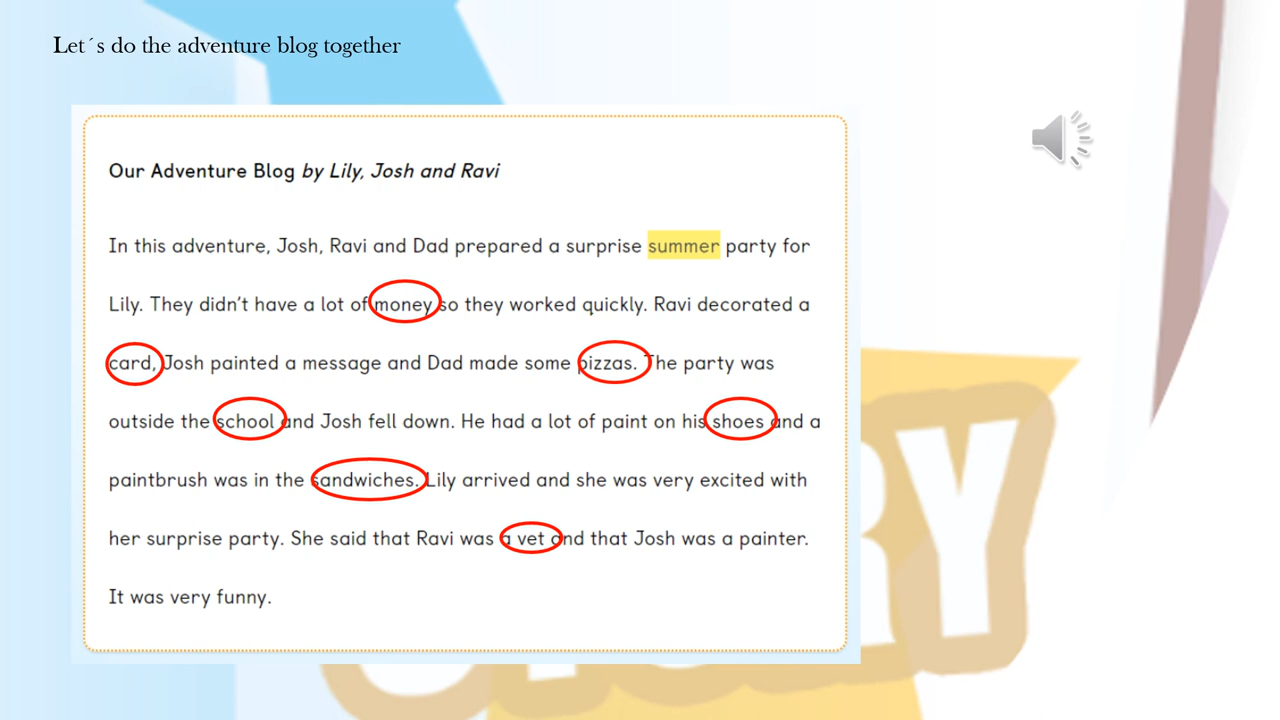 Let´s do the adventure blog together
Our Adventure Blog by Lily, Josh and Ravi
In this adventure, Josh, Ravi and Dad prepared a surprise summer party for
Lily. They didn't have a lot of money so they worked quickly. Ravi decorated a
card, Josh painted a message and Dad made some pizzas. The party was
outside the school and Josh fell down. He had a lot of paint on his shoes and a
paintbrush was in the sandwiches. Lily arrived and she was very excited with
her surprise party. She said that Ravi was a vet and that Josh was a painter.
It was very funny.